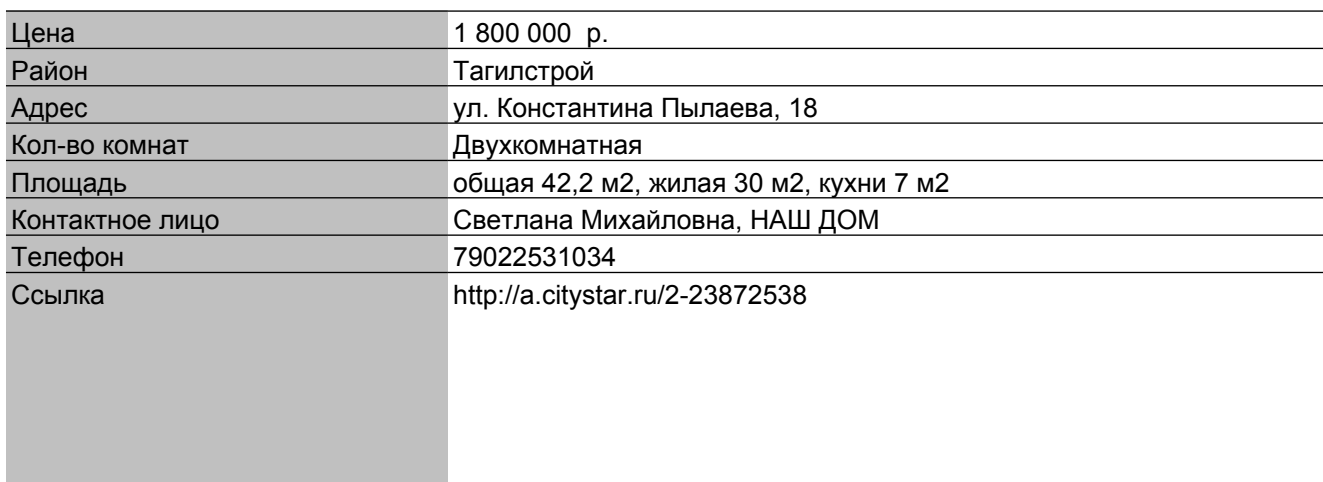 Цена 1 800 000 р.
Район Тагилстрой
Адрес ул. Константина Пылаева, 18
Кол-во комнат Двухкомнатная
Площадь общая 42,2 м2, жилая 30 м2, кухни 7 м2
Контактное лицо Светлана Михайловна, НАШ ДОМ
Телефон 79022531034
Ссылка http://a.citystar.ru/2-23872538